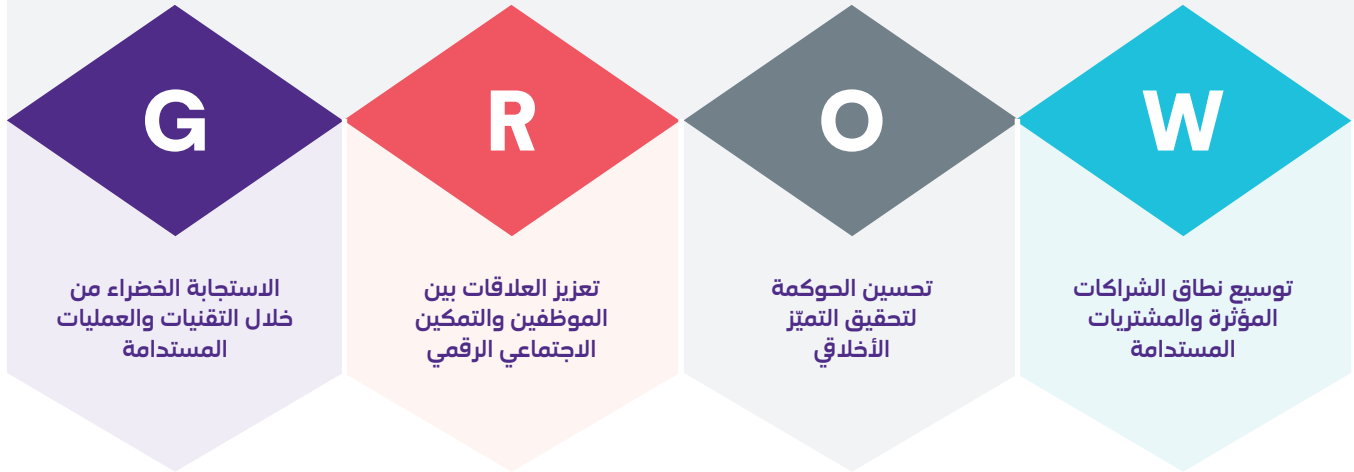 G
الاستجابة الخضراء من
خلال التقنيات والعمليات
المستدامة
R
تعزيز العلاقات بين
الموظفين والتمكين
الاجتماعي الرقمي
O
تحسين الحوكمة
لتحقيق التميّز
الأخلاقي
W
توسيع نطاق الشراكات
المؤثرة والمشتريات
المستدامة